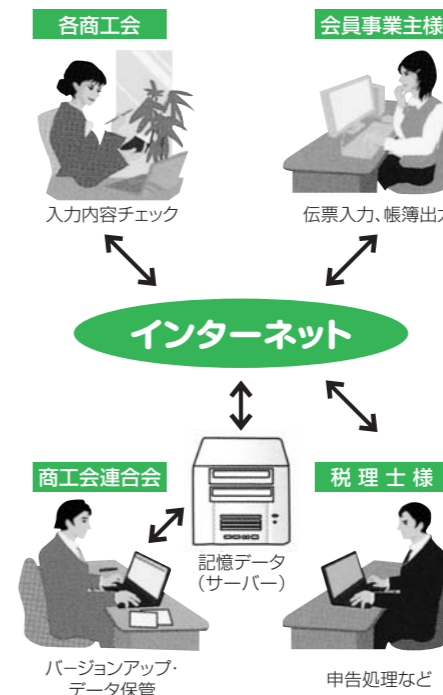 各商工会
会員事業主様
入力内容チェック
伝票入力、帳簿出力
インターネット
商工会連合会
税理士様
記憶データ
（サーバー）
バージョンアップ・
データ保管
申告処理など